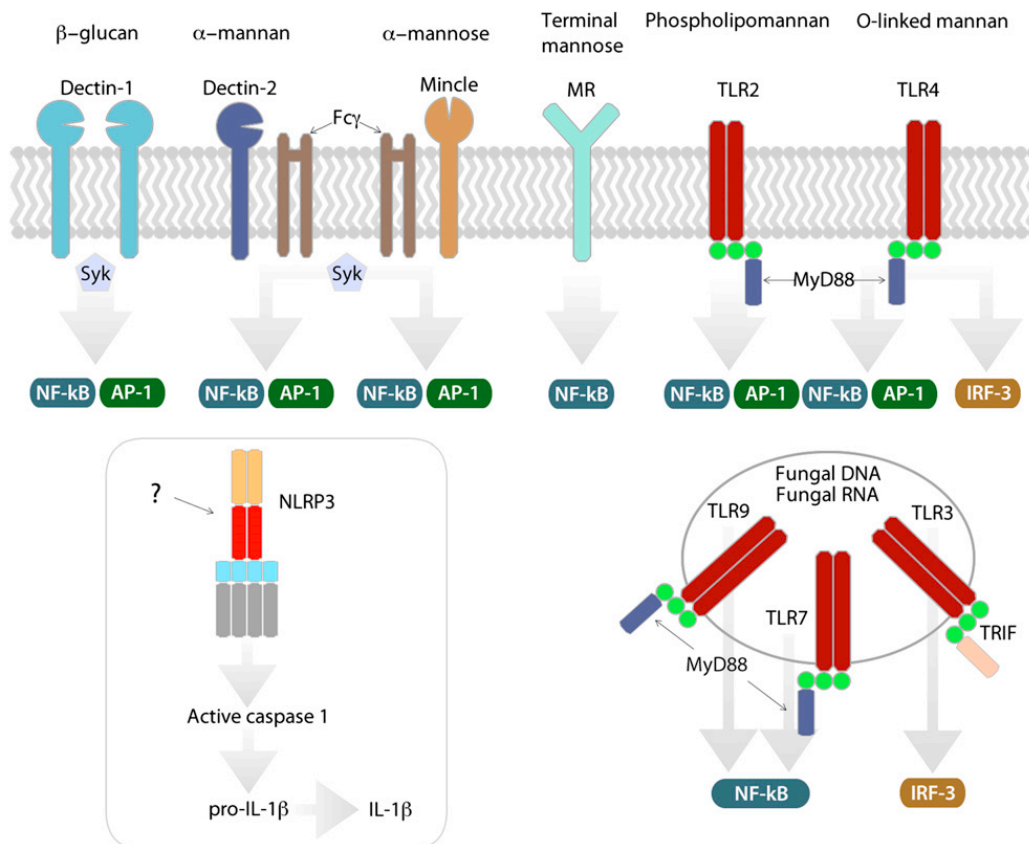 β-glucan
α-mannan
α-mannose
Terminal
mannose
Phospholipomannan
O-linked mannan
Dectin-1
Dectin-2
Fcγ
Mincle
MR
TLR2
TLR4
Syk
Syk
MyD88
NF-kB
AP-1
NF-kB
AP-1
NF-kB
AP-1
NF-kB
NF-kB
AP-1
NF-kB
AP-1
IRF-3
?
NLRP3
Active caspase 1
pro-IL-1β
IL-1β
Fungal DNA
Fungal RNA
TLR9
TLR3
TLR7
TRIF
MyD88
NF-kB
IRF-3